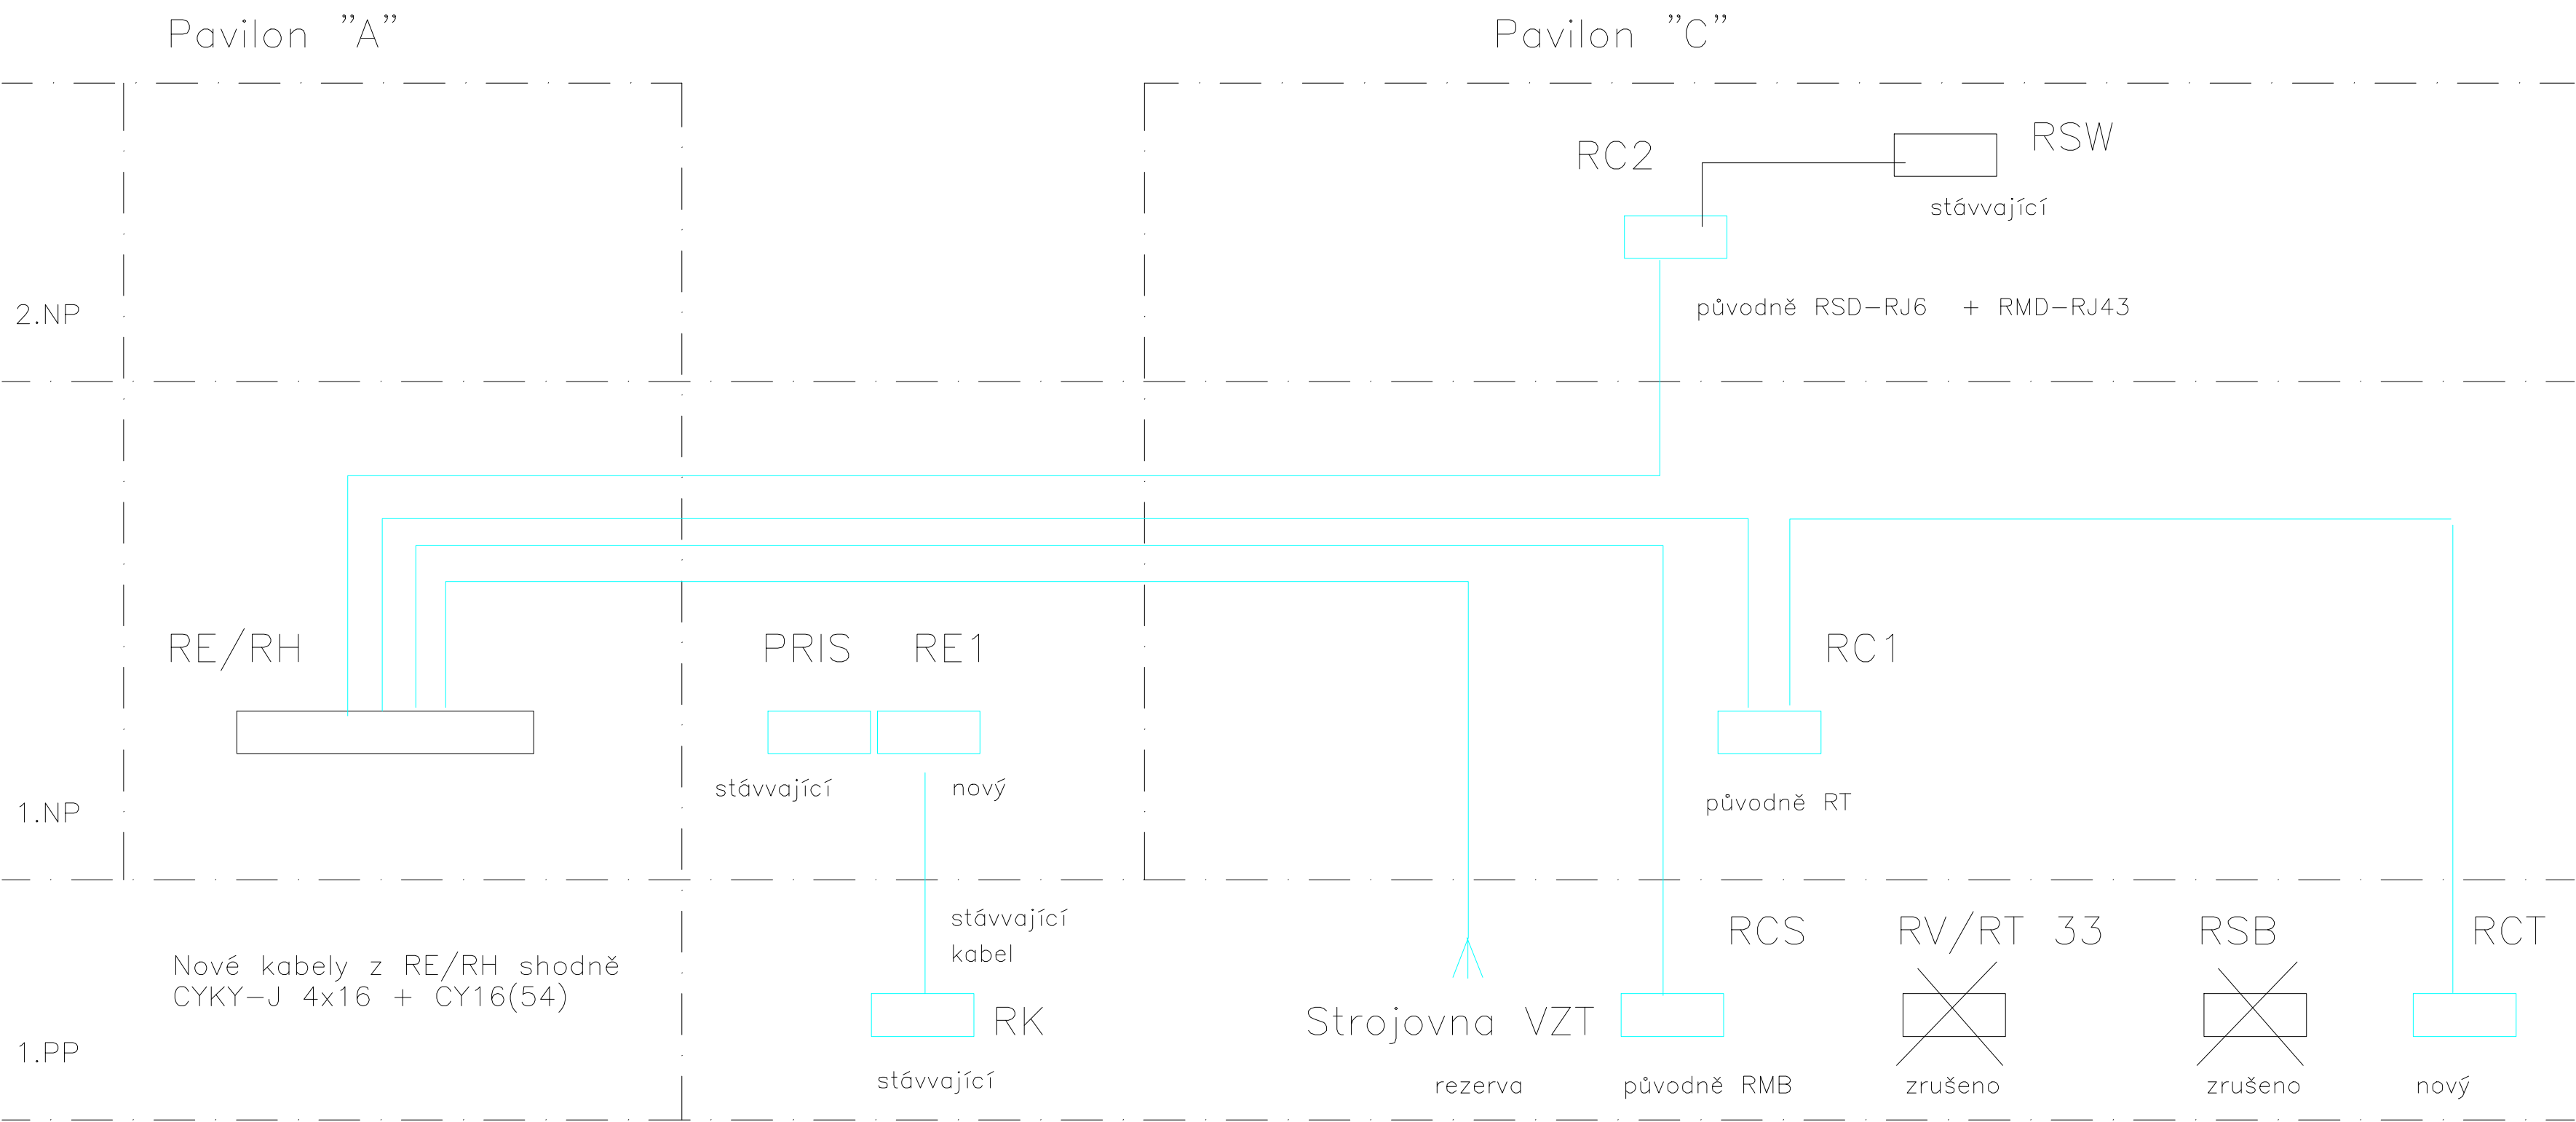 Pavilon "A"
Pavilon "C"
RC2
RSW
stávvající
2.NP
původně RSD-RJ6 + RMD-RJ43
RE/RH
PRIS
RE1
RC1
stávvající
nový
1.NP
původně RT
stávvající
kabel
RCS
RV/RT 33
RSB
RCT
Nové kabely z RE/RH shodně
CYKY-J 4x16 + CY16(54)
RK
Strojovna VZT
1.PP
stávvající
rezerva
původně RMB
zrušeno
zrušeno
nový